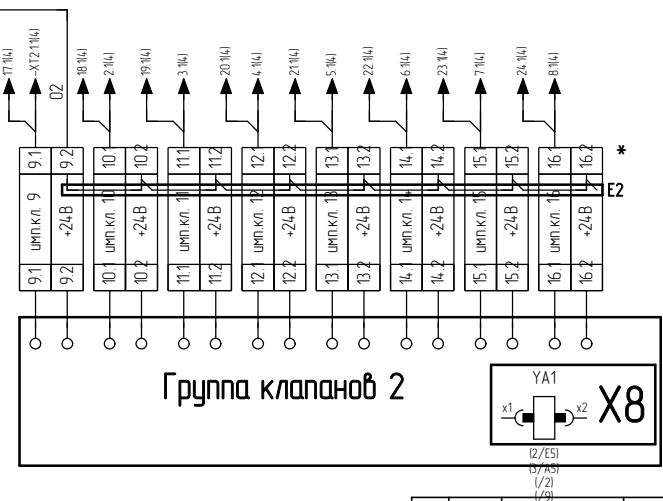 17.1(4)
-XT2:1.1(4)
02
18.1(4)
2.1(4)
19.1(4)
3.1(4)
20.1(4)
4.1(4)
21.1(4)
5.1(4)
22.1(4)
6.1(4)
23.1(4)
7.1(4)
24.1(4)
8.1(4)
9.1
9.2
10.1
10.2
11.1
11.2
12.1
12.2
13.1
13.2
14.1
14.2
15.1
15.2
16.1
16.2
*
E2
имп.кл. 9
+24В
имп.кл. 10
+24В
имп.кл. 11
+24В
имп.кл. 12
+24В
имп.кл. 13
+24В
имп.кл. 14
+24В
имп.кл. 15
+24В
имп.кл. 16
+24В
9.1
9.2
10.1
10.2
11.1
11.2
12.1
12.2
13.1
13.2
14.1
14.2
15.1
15.2
16.1
16.2
Группа клапанов 2
YA1
x1
x2
X8
(2/E5)
(3/A5)
(/2)
(/9)